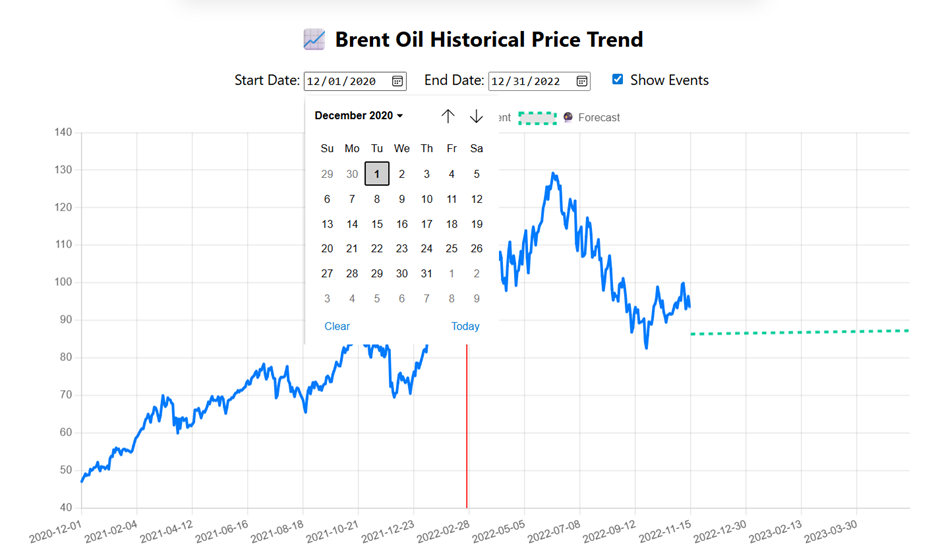 📈 Brent Oil Historical Price Trend
Start Date: 12/01/2020 End Date: 12/31/2022 Show Events
December 2020
ent Forecast
Su Mo Tu We Th Fr Sa
29 30 1 2 3 4 5
6 7 8 9 10 11 12
13 14 15 16 17 18 19
20 21 22 23 24 25 26
27 28 29 30 31 1 2
3 4 5 6 7 8 9
Clear Today
140
130
120
110
100
90
80
70
60
50
40
2020-12-01 2021-02-04 2021-04-12 2021-06-16 2021-08-18 2021-10-21 2021-12-23 2022-02-28 2022-05-05 2022-07-08 2022-09-12 2022-11-15 2022-12-30 2023-02-13 2023-03-30